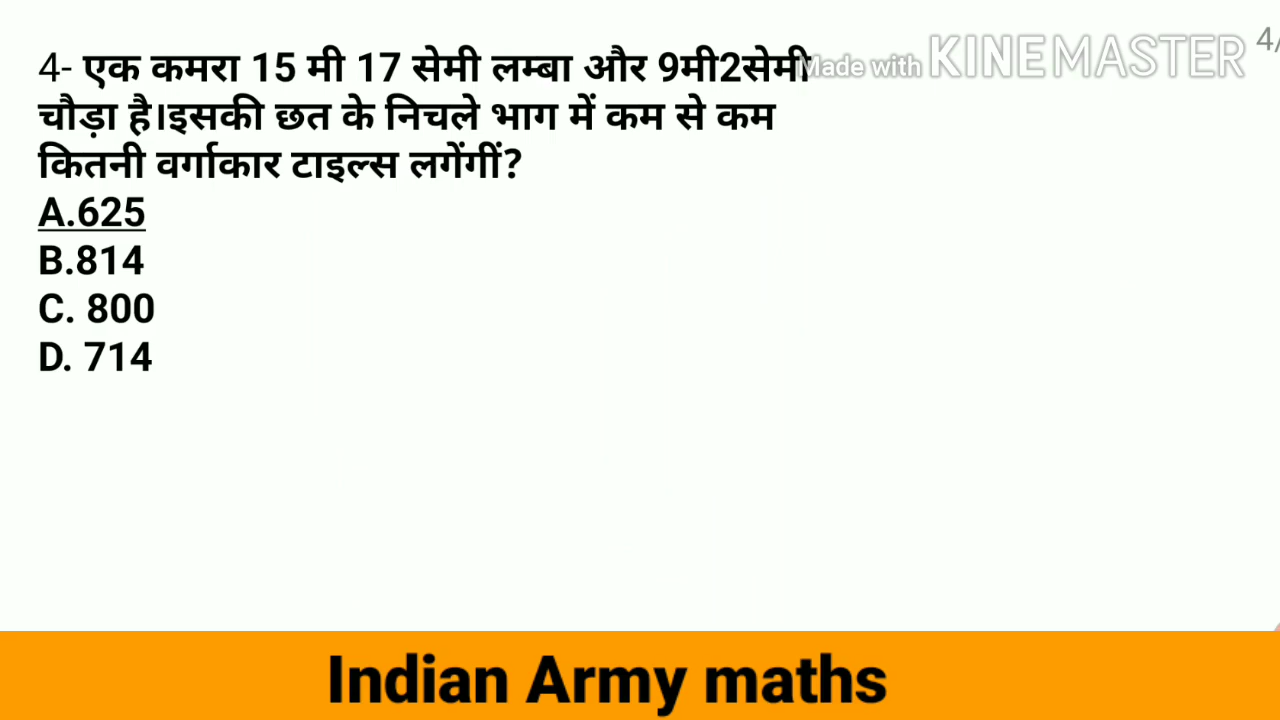 4- एक कमरा 15 मी 17 सेमी लम्बा और 9मी2सेमी
Made with KINEMASTER
4/
चौड़ा है।इसकी छत के निचले भाग में कम से कम
कितनी वर्गाकार टाइल्स लगेंगीं?
A.625
B.814
C. 800
D. 714
Indian Army maths